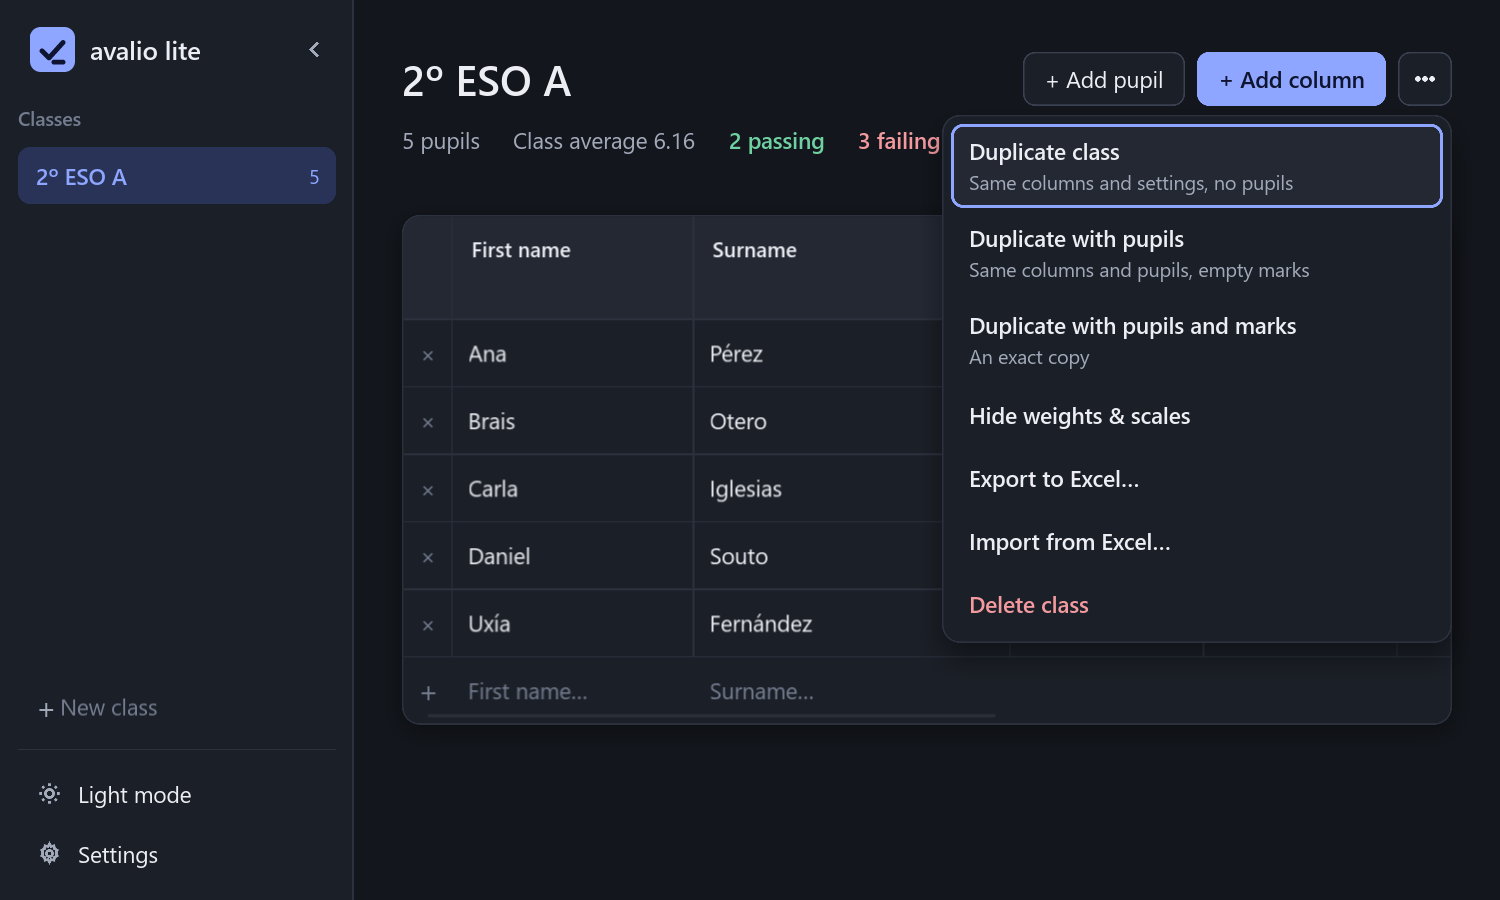 avalio lite
Classes
2º ESO A 5
+ New class
Light mode
Settings
2º ESO A
+ Add pupil
+ Add column
5 pupils Class average 6.16 2 passing 3 failing
First name Surname
Ana Pérez
Brais Otero
Carla Iglesias
Daniel Souto
Uxía Fernández
+ First name... Surname...
Duplicate class
Same columns and settings, no pupils
Duplicate with pupils
Same columns and pupils, empty marks
Duplicate with pupils and marks
An exact copy
Hide weights & scales
Export to Excel...
Import from Excel...
Delete class